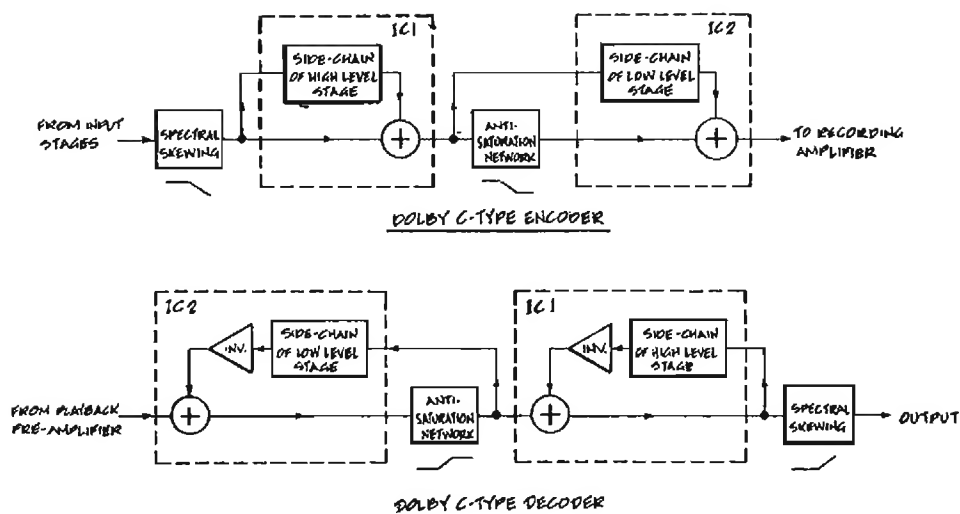 IC1
SIDE-CHAIN
OF HIGH LEVEL
STAGE
FROM INPUT
STAGES
SPECTRAL
SKEWING
+
IC2
SIDE-CHAIN
OF LOW LEVEL
STAGE
ANTI-
SATURATION
NETWORK
+
TO RECORDING
AMPLIFIER
DOLBY C-TYPE ENCODER
IC2
INV.
SIDE-CHAIN
OF LOW LEVEL
STAGE
FROM PLAYBACK
PRE-AMPLIFIER
+
ANTI-
SATURATION
NETWORK
IC1
INV.
SIDE-CHAIN
OF HIGH LEVEL
STAGE
+
SPECTRAL
SKEWING
OUTPUT
DOLBY C-TYPE DECODER